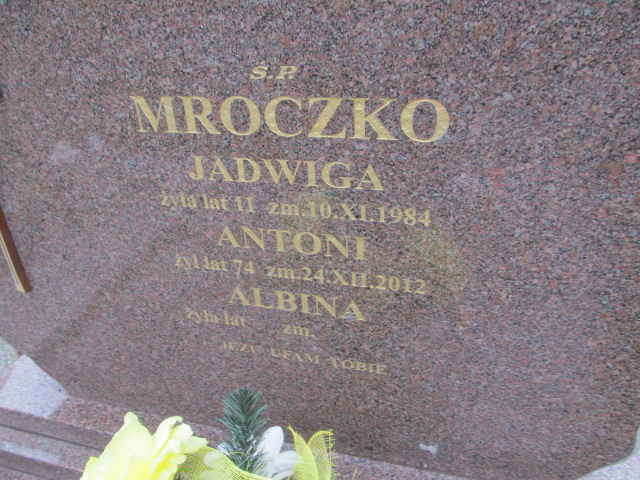 Ś.P.
MROCZKO
JADWIGA
żyła lat 11 zm.10.XI.1984
ANTONI
żył lat 74 zm.24.XII.2012
ALBINA
żyła lat zm.
JEZU UFAM TOBIE